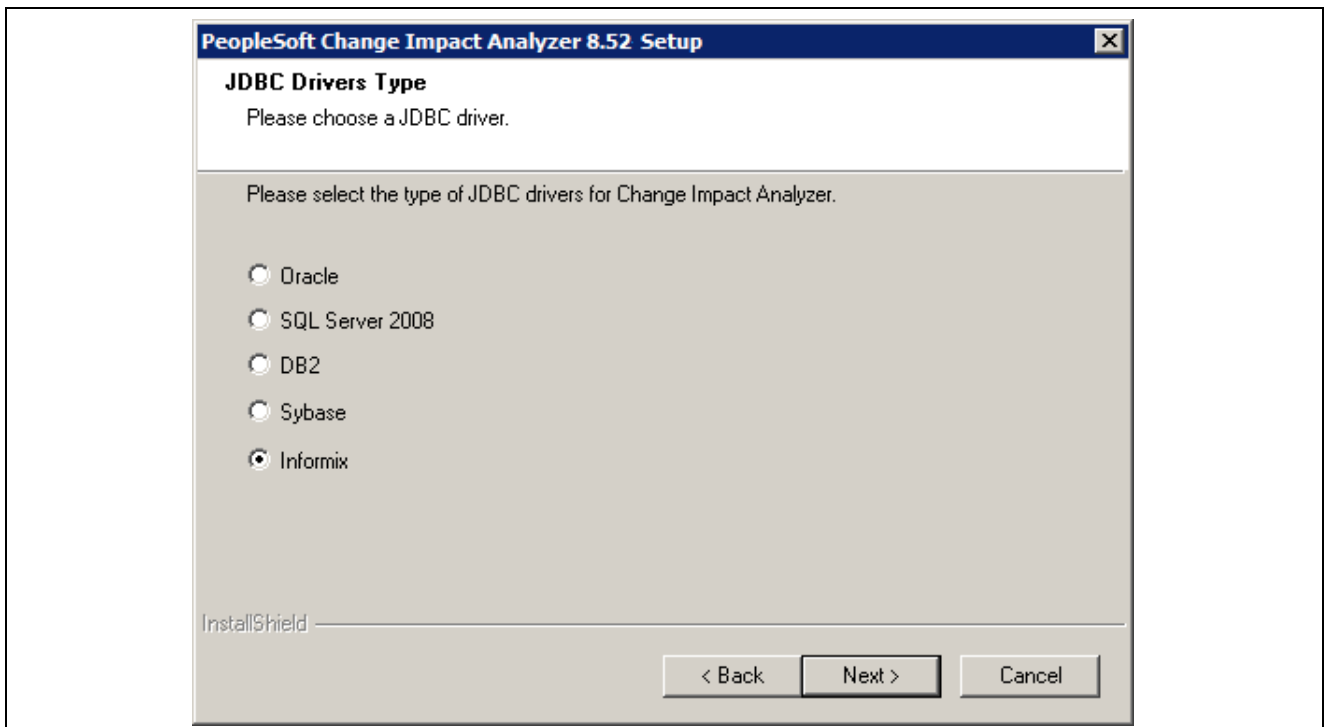 PeopleSoft Change Impact Analyzer 8.52 Setup
JDBC Drivers Type
Please choose a JDBC driver.
Please select the type of JDBC drivers for Change Impact Analyzer.
Oracle
SQL Server 2008
DB2
Sybase
Informix
InstallShield
< Back Next > Cancel